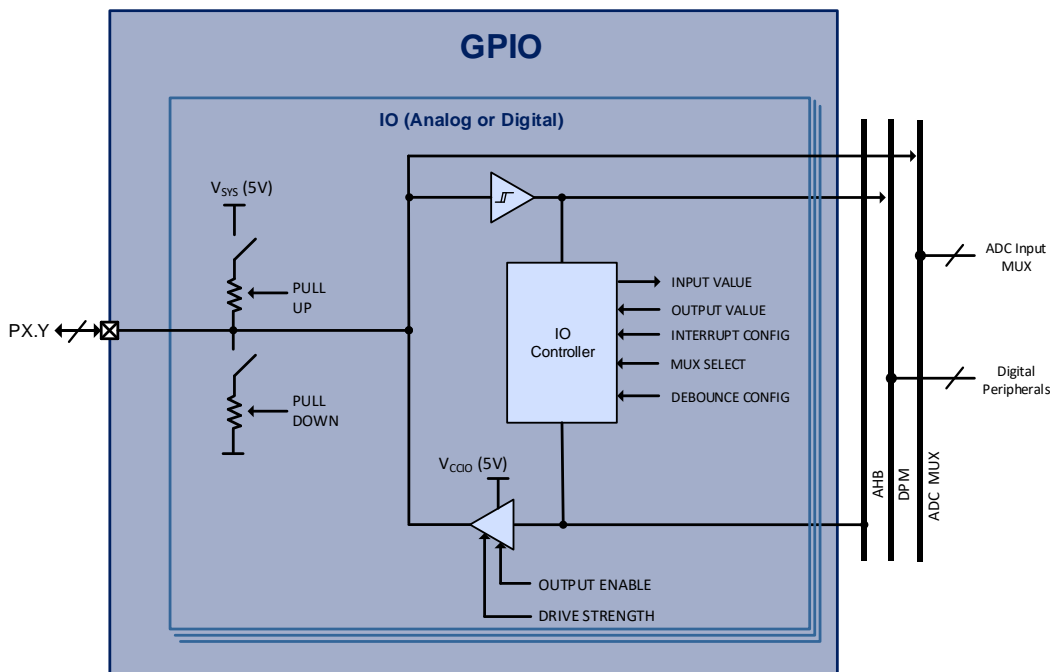 GPIO
IO (Analog or Digital)
VSYS (5V)
PULL
UP
PX.Y
PULL
DOWN
IO
Controller
INPUT VALUE
OUTPUT VALUE
INTERRUPT CONFIG
MUX SELECT
DEBOUNCE CONFIG
VCCIO (5V)
OUTPUT ENABLE
DRIVE STRENGTH
AHB
DPM
ADC MUX
ADC Input
MUX
Digital
Peripherals